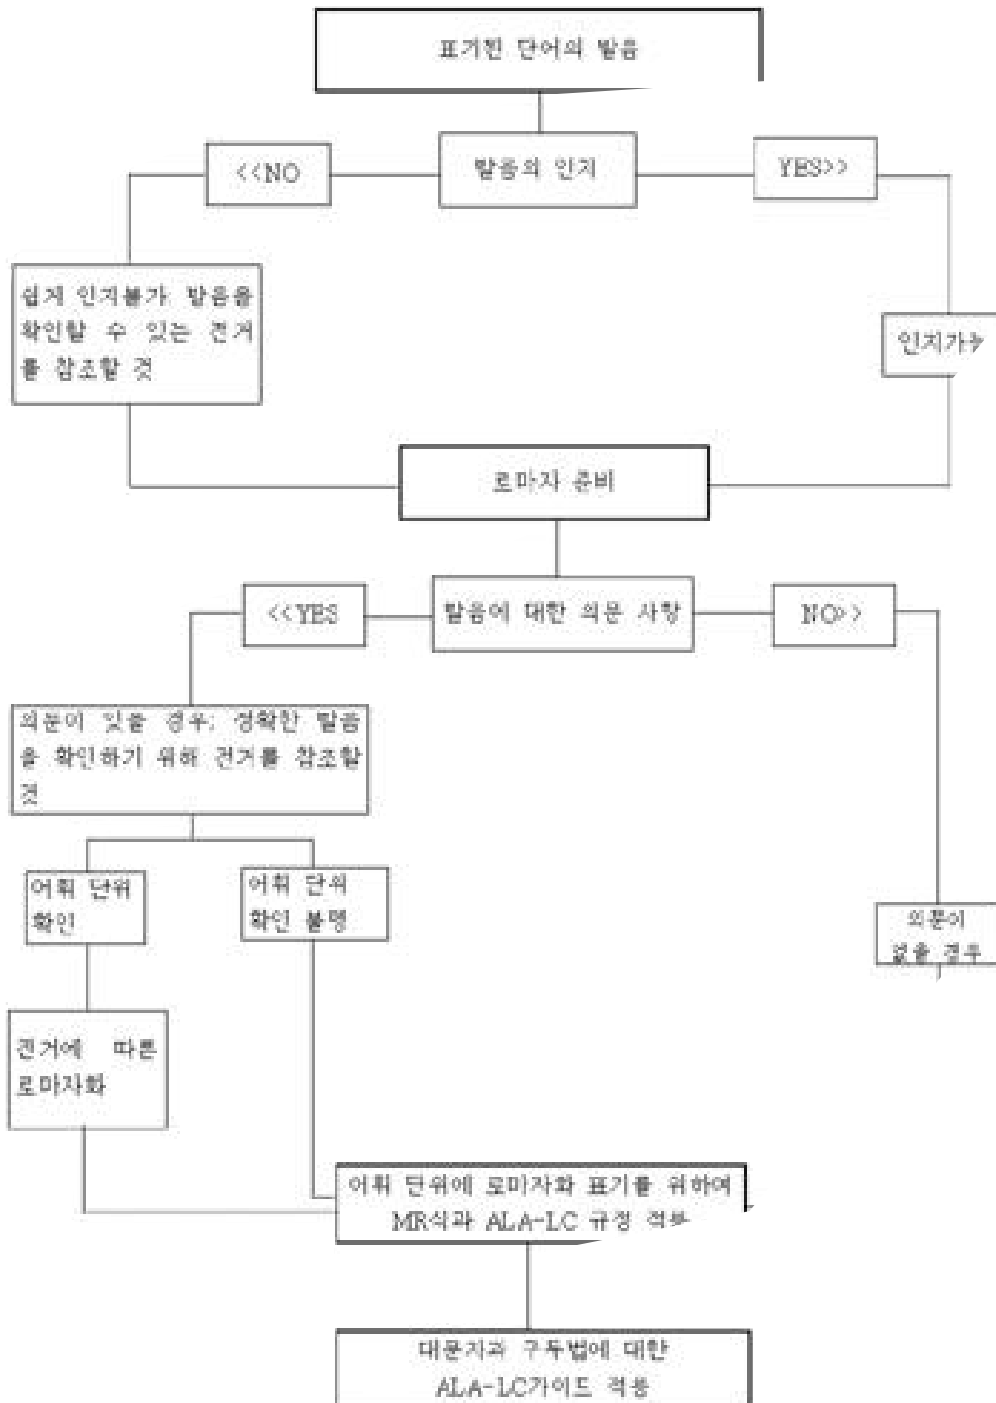 표기된 단어의 발음
<<NO
발음의 인지
YES>>
쉽게 인지불가 발음을
확인할 수 있는 전거
를 참조할 것
인지가능
로마자 준비
<<YES
발음에 대한 의문 사항
NO>>
의문이 있을 경우; 정확한 발음
을 확인하기 위해 전거를 참조할
것
어휘 단위
확인
어휘 단위
확인 불명
의문이
없을 경우
전거에 따른
로마자화
어휘 단위에 로마자화 표기를 위하여
MR식과 ALA-LC 규정 적용
대문자과 구두법에 대한
ALA-LC가이드 적용